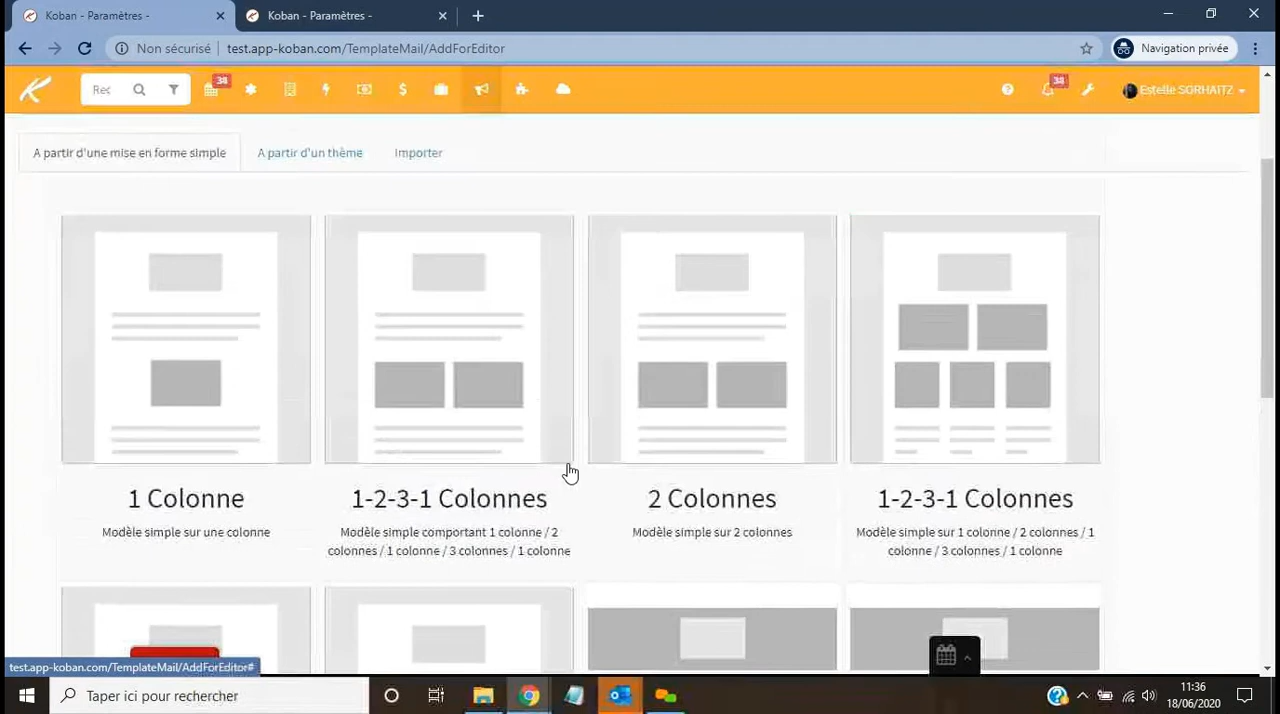 Koban - Paramètres -
Koban - Paramètres -
Non sécurisé
test.app-koban.com/TemplateMail/AddForEditor
Navigation privée
Rec
38
38
Estelle SORHAITZ
A partir d'une mise en forme simple
A partir d'un thème
Importer
1 Colonne
Modèle simple sur une colonne
1-2-3-1 Colonnes
Modèle simple comportant 1 colonne / 2
colonnes / 1 colonne / 3 colonnes / 1 colonne
2 Colonnes
Modèle simple sur 2 colonnes
1-2-3-1 Colonnes
Modèle simple sur 1 colonne / 2 colonnes / 1
colonne / 3 colonnes / 1 colonne
test.app-koban.com/TemplateMail/AddForEditor#
Taper ici pour rechercher
11:36
18/06/2020